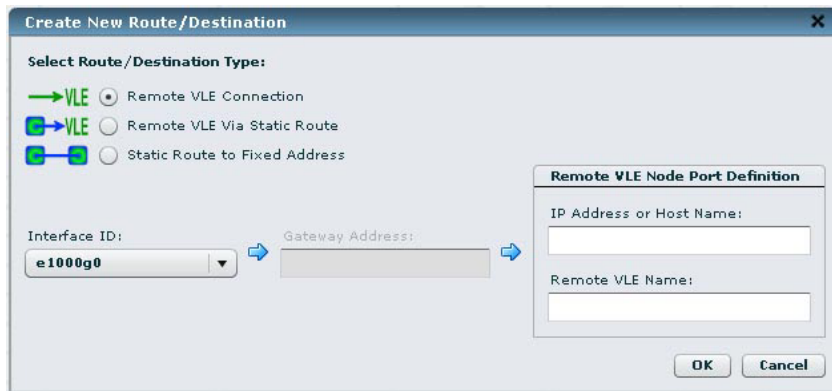 Create New Route/Destination
Select Route/Destination Type:
VLE Remote VLE Connection
VLE Remote VLE Via Static Route
Static Route to Fixed Address
Remote VLE Node Port Definition
IP Address or Host Name:
Interface ID:
Gateway Address:
e1000g0
Remote VLE Name:
OK Cancel